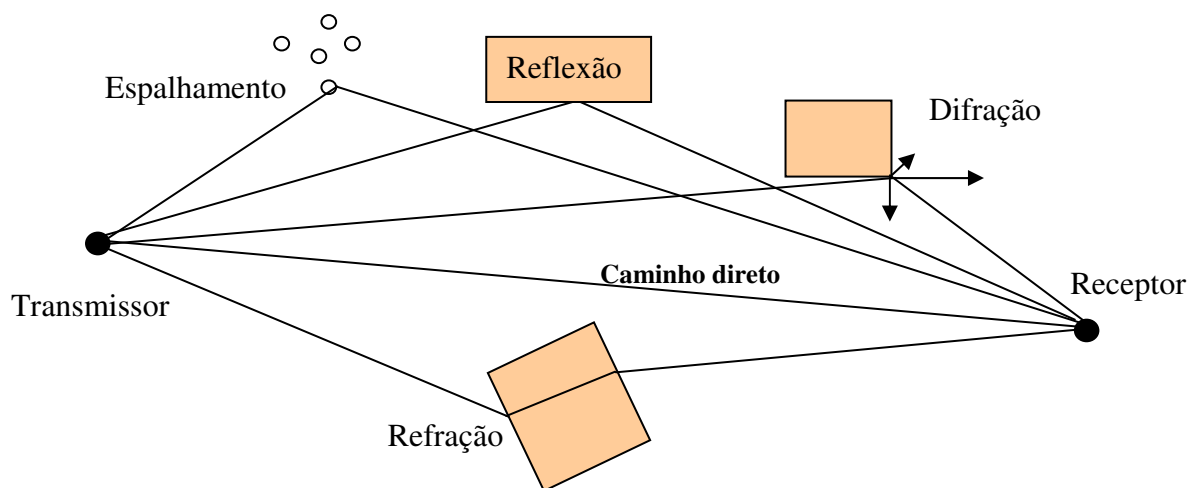 Reflexão
Espalhamento
Difração
Caminho direto
Receptor
Transmissor
Refração